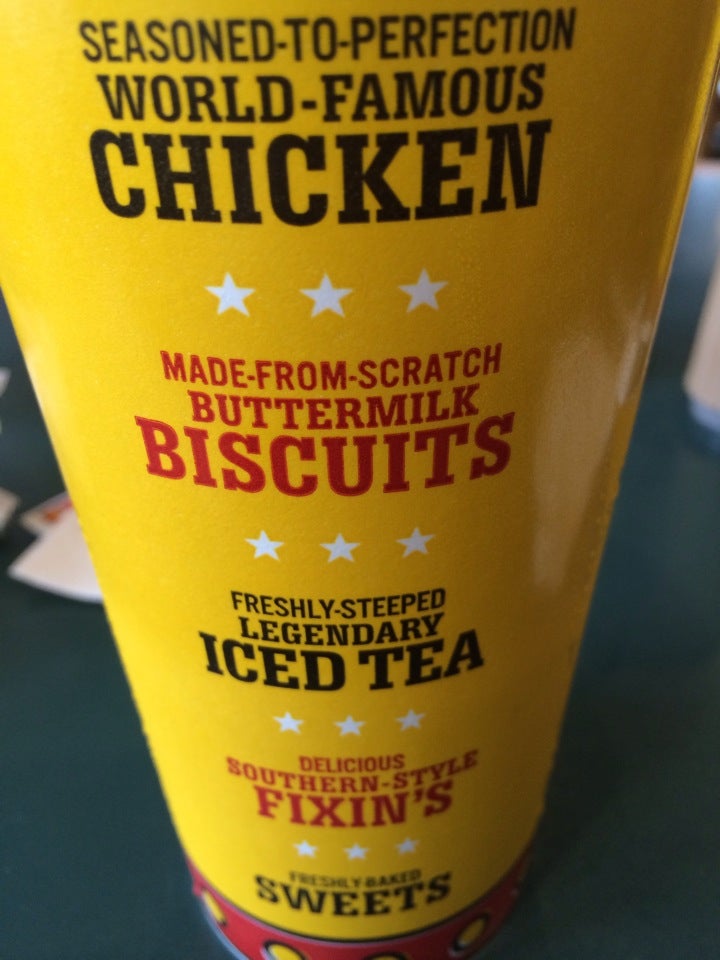 SEASONED-TO-PERFECTION
WORLD-FAMOUS
CHICKEN
MADE-FROM-SCRATCH
BUTTERMILK
BISCUITS
FRESHLY-STEEPED
LEGENDARY
ICED TEA
DELICIOUS
SOUTHERN-STYLE
FIXIN'S
FRESHLY-BAKED
SWEETS